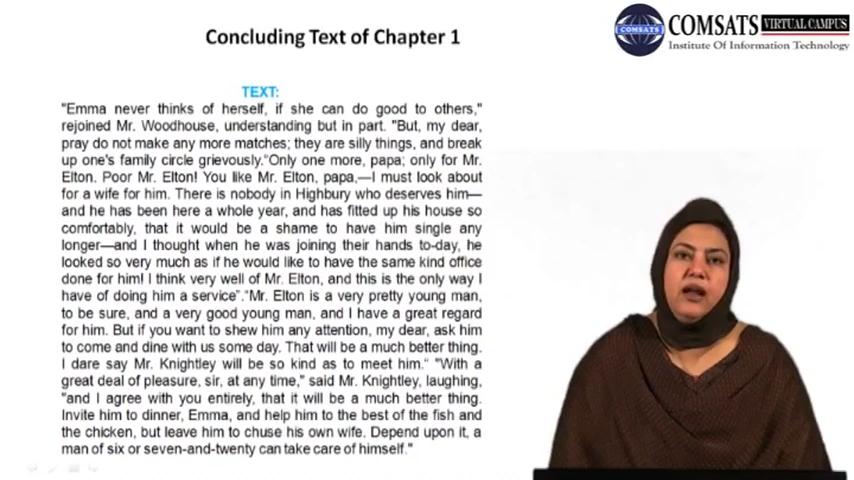 Concluding Text of Chapter 1
COMSATS
COMSATS VIRTUAL CAMPUS
Institute Of Information Technology
TEXT:
"Emma never thinks of herself, if she can do good to others,"
rejoined Mr. Woodhouse, understanding but in part. "But, my dear,
pray do not make any more matches; they are silly things, and break
up one's family circle grievously."Only one more, papa; only for Mr.
Elton. Poor Mr. Elton! You like Mr. Elton, papa,—I must look about
for a wife for him. There is nobody in Highbury who deserves him—
and he has been here a whole year, and has fitted up his house so
comfortably, that it would be a shame to have him single any
longer—and I thought when he was joining their hands to-day, he
looked so very much as if he would like to have the same kind office
done for him! I think very well of Mr. Elton, and this is the only way I
have of doing him a service"."Mr. Elton is a very pretty young man,
to be sure, and a very good young man, and I have a great regard
for him. But if you want to shew him any attention, my dear, ask him
to come and dine with us some day. That will be a much better thing.
I dare say Mr. Knightley will be so kind as to meet him." "With a
great deal of pleasure, sir, at any time," said Mr. Knightley, laughing,
"and I agree with you entirely, that it will be a much better thing.
Invite him to dinner, Emma, and help him to the best of the fish and
the chicken, but leave him to chuse his own wife. Depend upon it, a
man of six or seven-and-twenty can take care of himself."